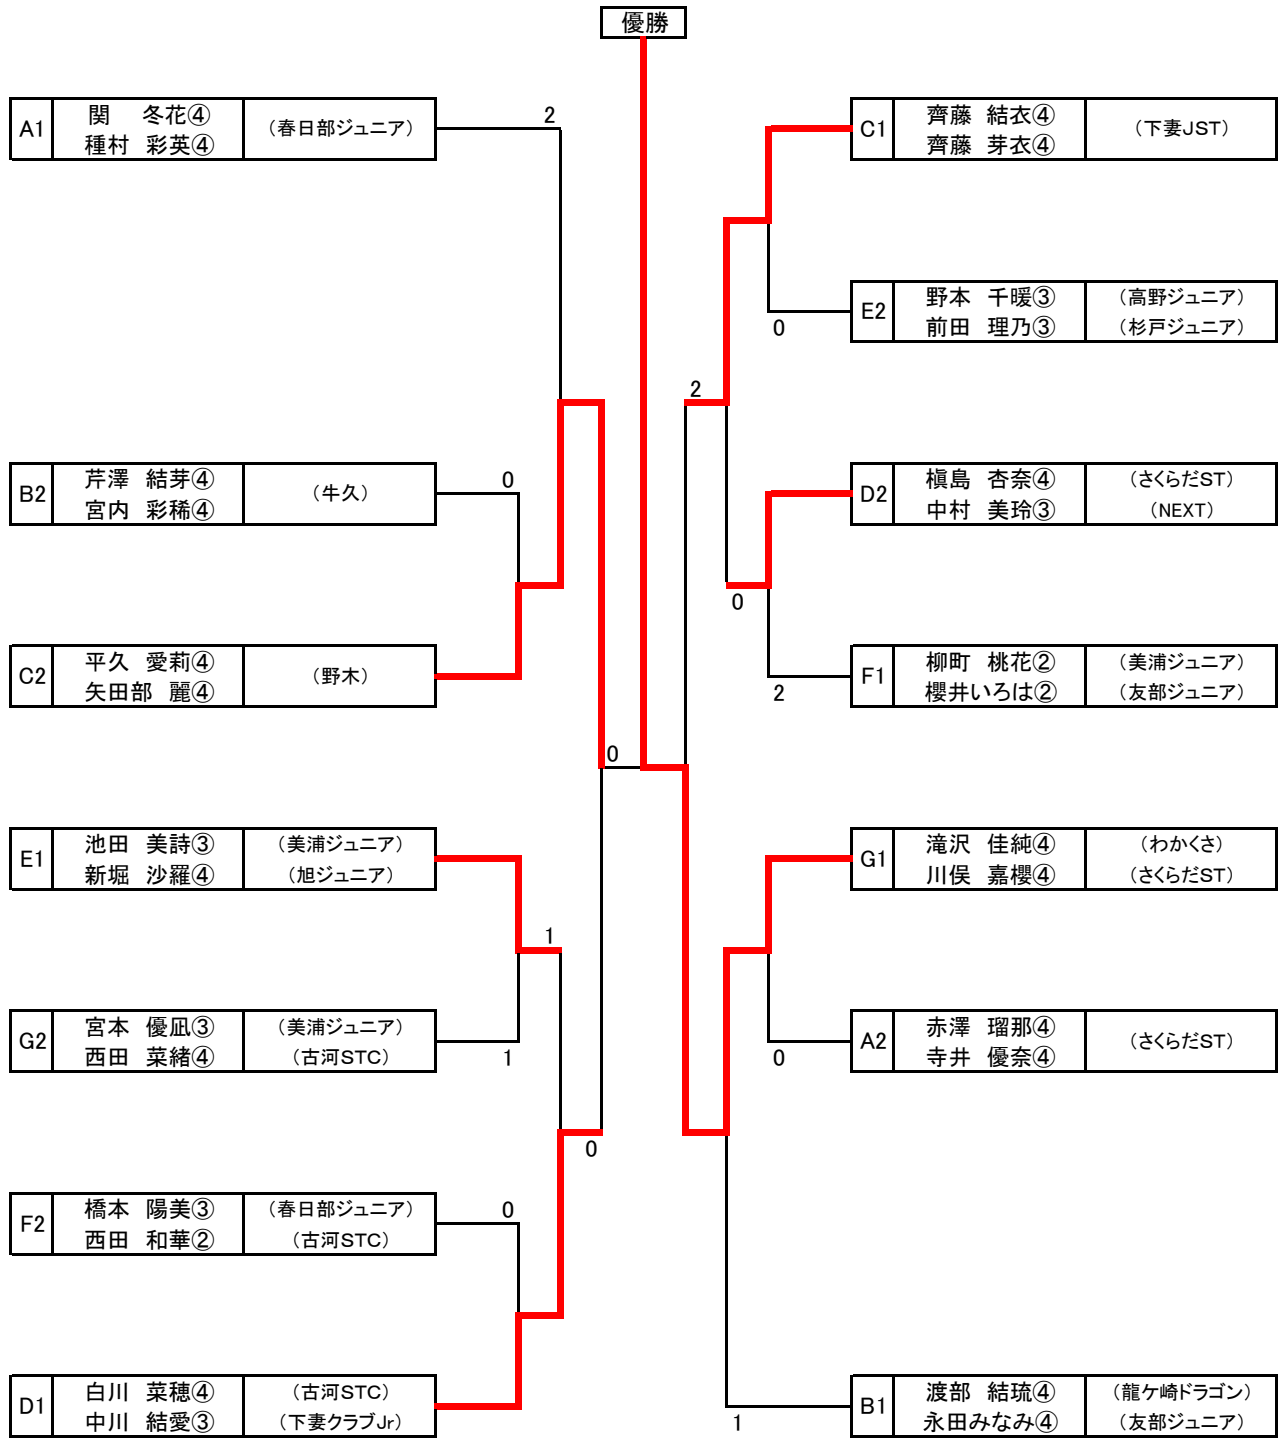 優勝
A1
関　冬花④
種村 彩英④
（春日部ジュニア）
2
B2
芹澤 結芽④
宮内 彩稀④
（牛久）
0
C2
平久 愛莉④
矢田部 麗④
（野木）
0
E1
池田 美詩③
新堀 沙羅④
（美浦ジュニア）
（旭ジュニア）
1
G2
宮本 優凪③
西田 菜緒④
（美浦ジュニア）
（古河STC）
1
0
F2
橋本 陽美③
西田 和華②
（春日部ジュニア）
（古河STC）
0
D1
白川 菜穂④
中川 結愛③
（古河STC）
（下妻クラブJr）
C1
齊藤 結衣④
齊藤 芽衣④
（下妻JST）
E2
野本 千暖③
前田 理乃③
（高野ジュニア）
（杉戸ジュニア）
0
2
D2
槇島 杏奈④
中村 美玲③
（さくらだST）
（NEXT）
0
F1
柳町 桃花②
櫻井いろは②
（美浦ジュニア）
（友部ジュニア）
2
G1
滝沢 佳純④
川俣 嘉櫻④
（わかくさ）
（さくらだST）
A2
赤澤 瑠那④
寺井 優奈④
（さくらだST）
0
B1
渡部 結琉④
永田みなみ④
（龍ケ崎ドラゴン）
（友部ジュニア）
1